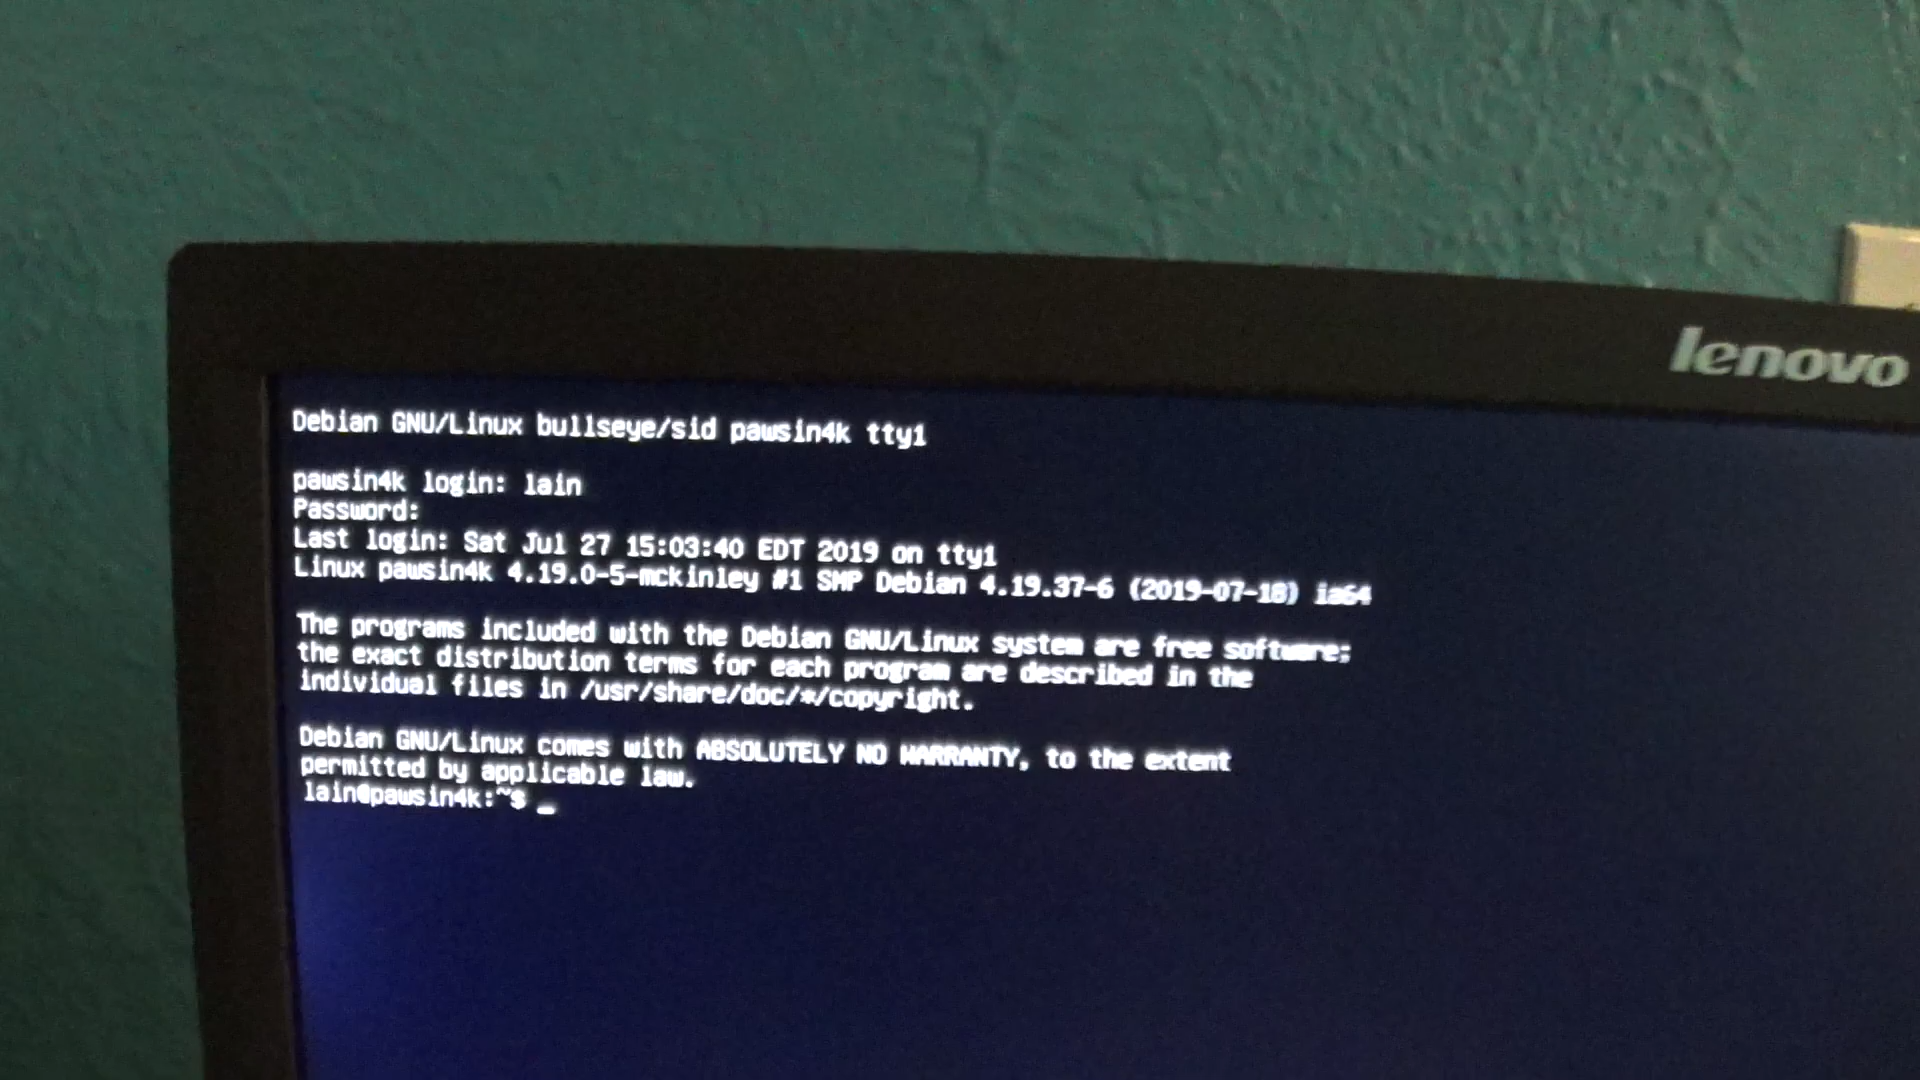 lenovo
Debian GNU/Linux bullseye/sid pawsin4k tty1
pawsin4k login: lain
Password:
Last login: Sat Jul 27 15:03:40 EDT 2019 on tty1
Linux pawsin4k 4.19.0-5-mckinley #1 SMP Debian 4.19.37-6 (2019-07-18) ia64
The programs included with the Debian GNU/Linux system are free software;
the exact distribution terms for each program are described in the
individual files in /usr/share/doc/*/copyright.
Debian GNU/Linux comes with ABSOLUTELY NO WARRANTY, to the extent
permitted by applicable law.
lain@pawsin4k:~$ _